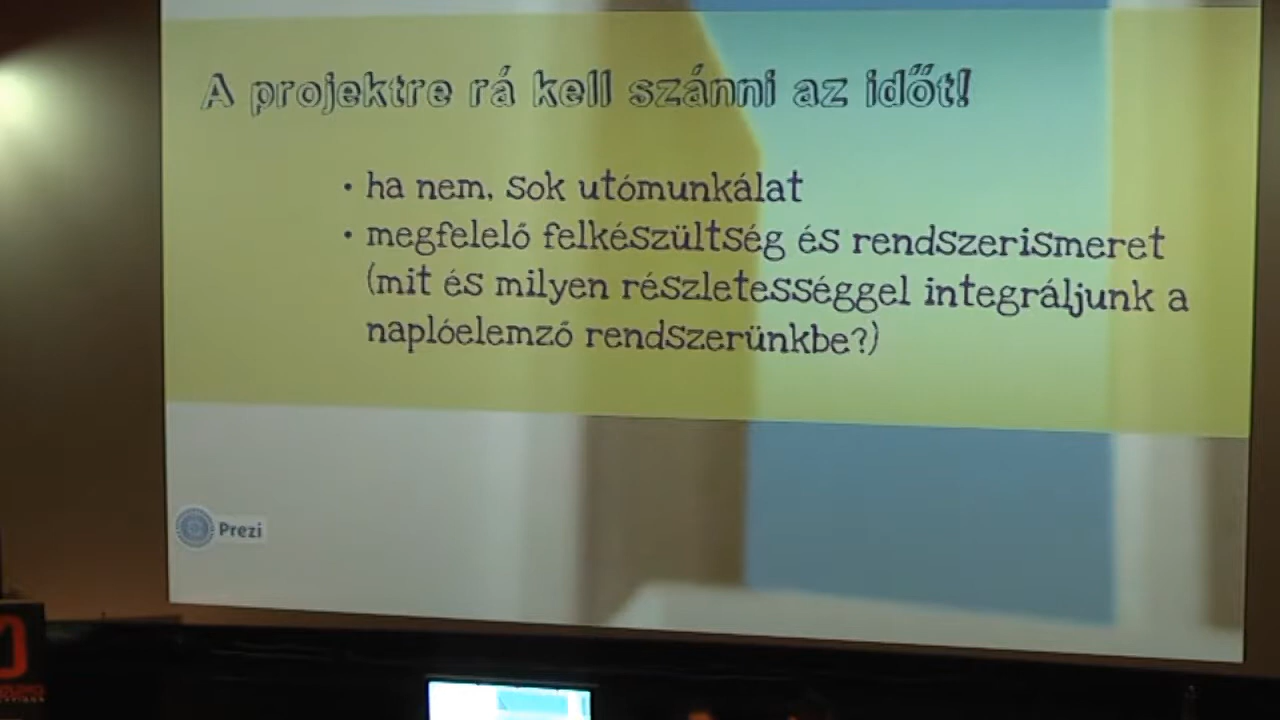 A projektre rá kell szánni az időt!
• ha nem, sok utómunkálat
• megfelelő felkészültség és rendszerismeret
(mit és milyen részletességgel integráljunk a
naplóelemző rendszerünkbe?)
Prezi